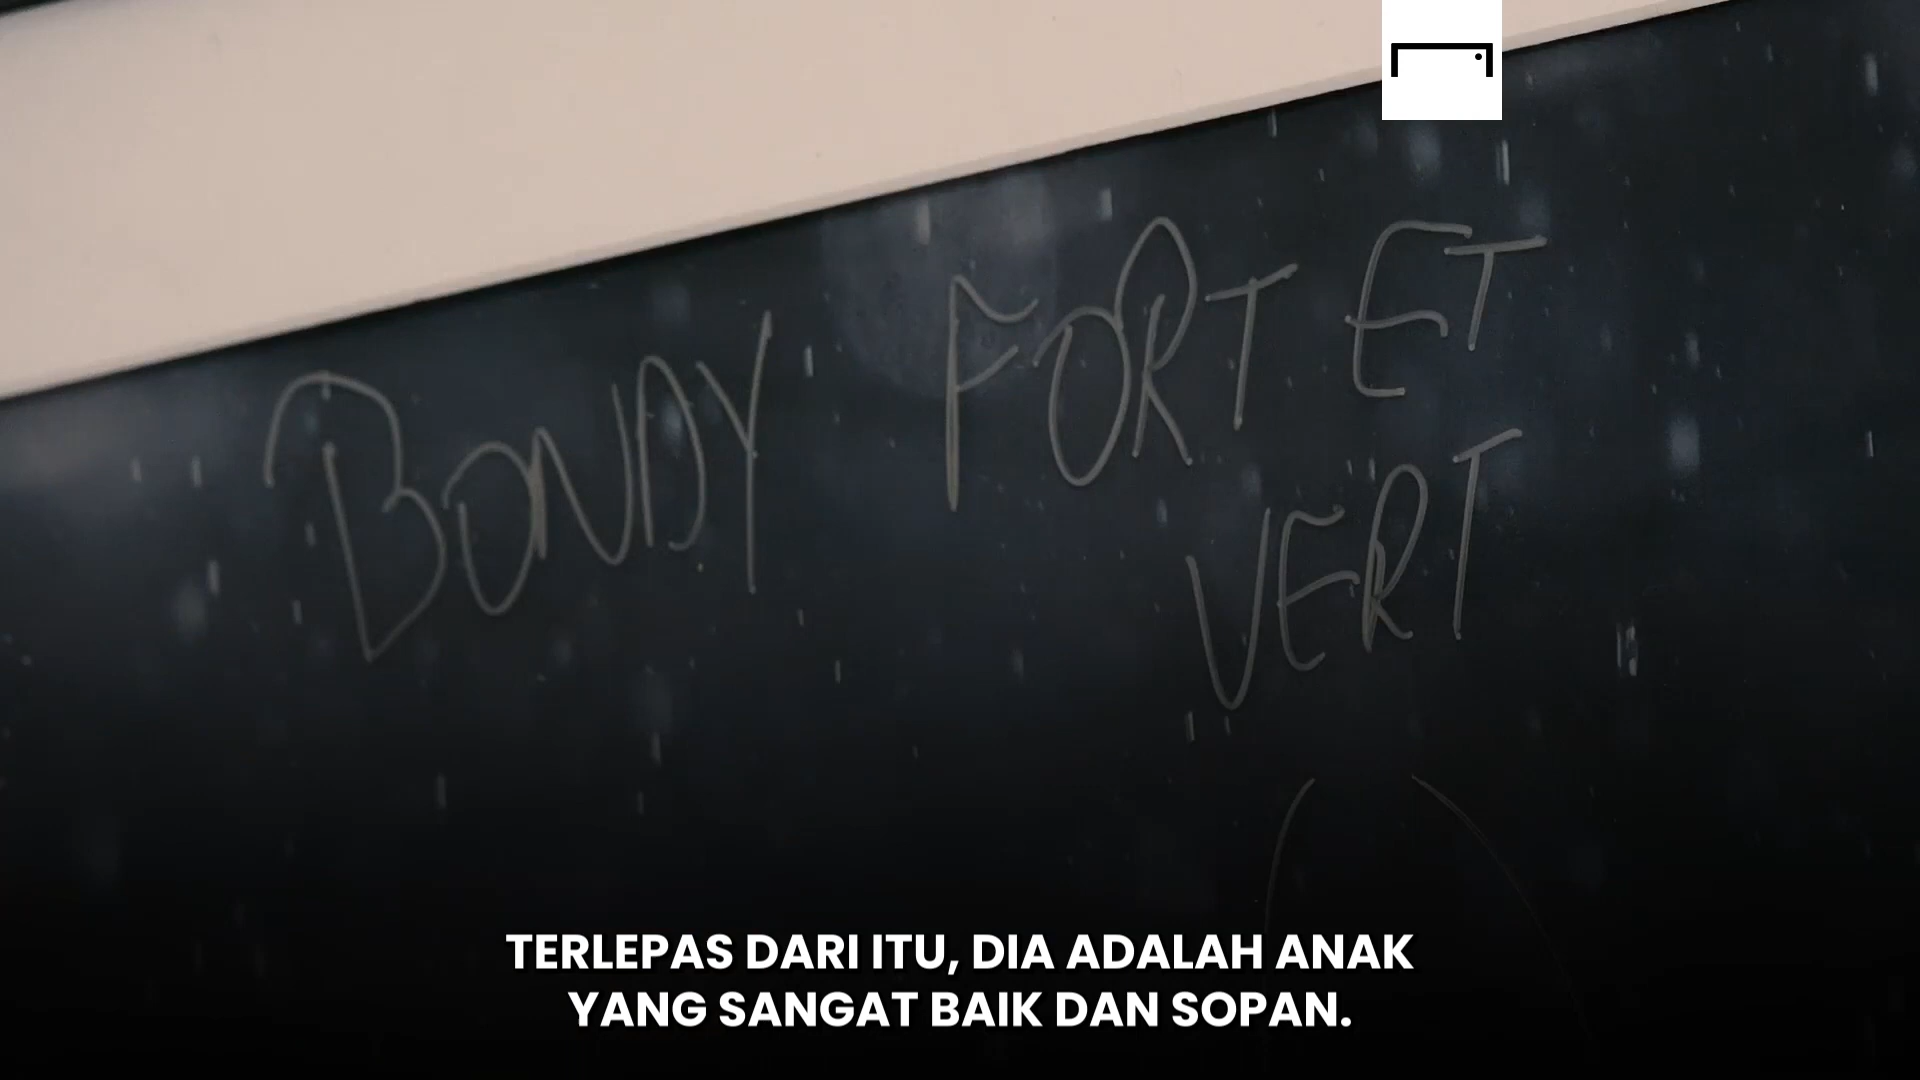 BONDY FORT ET
VERT
TERLEPAS DARI ITU, DIA ADALAH ANAK
YANG SANGAT BAIK DAN SOPAN.